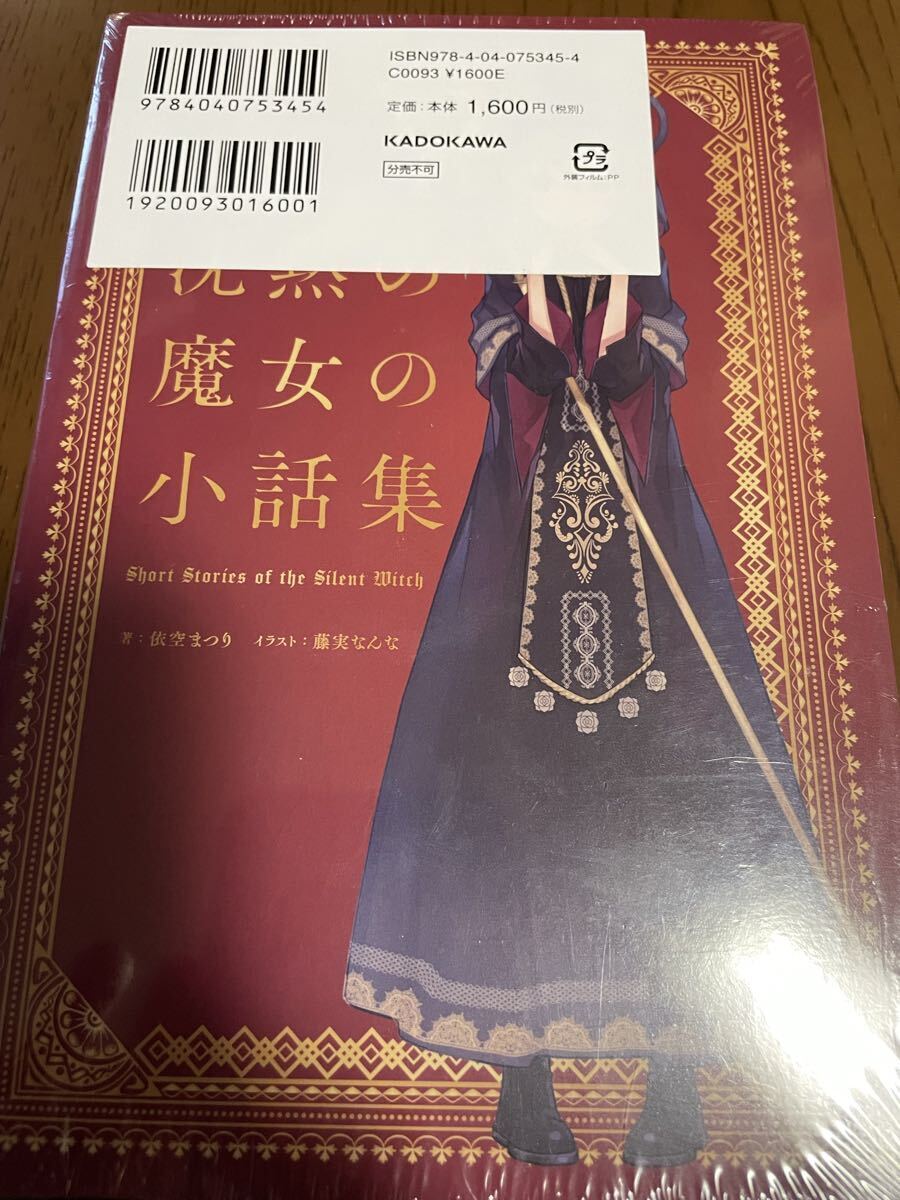 ISBN978-4-04-075345-4
C0093 ¥1600E
9784040753454
定価:本体 1,600円(税別)
KADOKAWA
分売不可
プラ
外装フィルム:PP
1920093016001
沈黙の
魔女の
小話集
Short Stories of the Silent Witch
著:依空まつり イラスト:藤実なんな